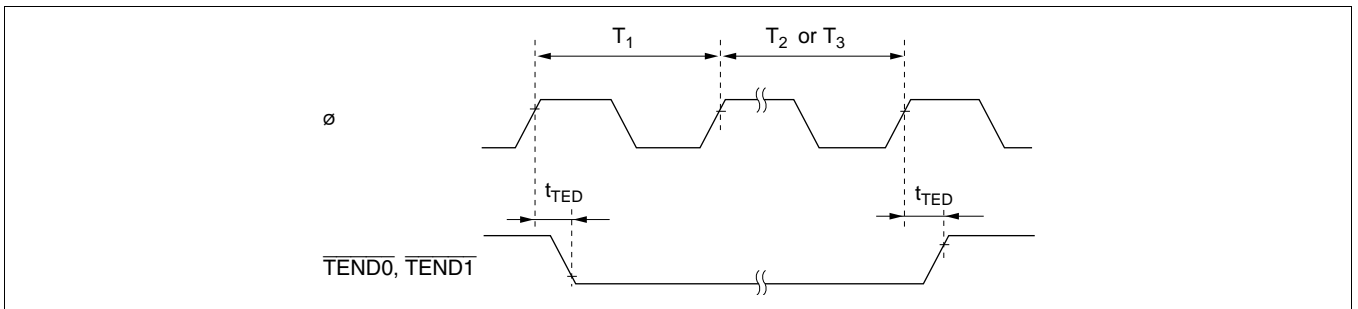 T1
T2 or T3
ø
tTED
tTED
TEND0, TEND1